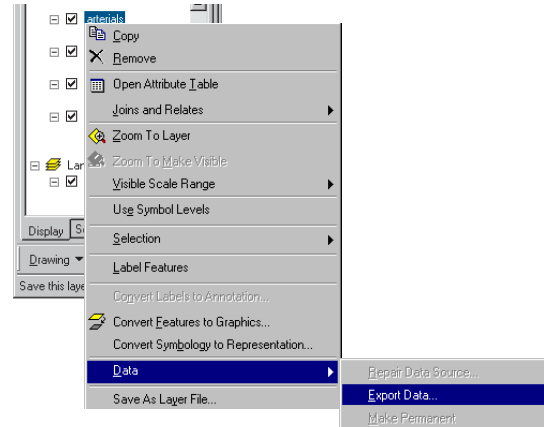 arterials
Copy
Remove
Open Attribute Table
Joins and Relates
Zoom To Layer
Zoom To Make Visible
Visible Scale Range
Use Symbol Levels
Selection
Label Features
Convert Labels to Annotation...
Convert Features to Graphics...
Convert Symbology to Representation...
Data
Save As Layer File...
Repair Data Source...
Export Data...
Make Permanent
Lan
Display S
Drawing
Save this laye